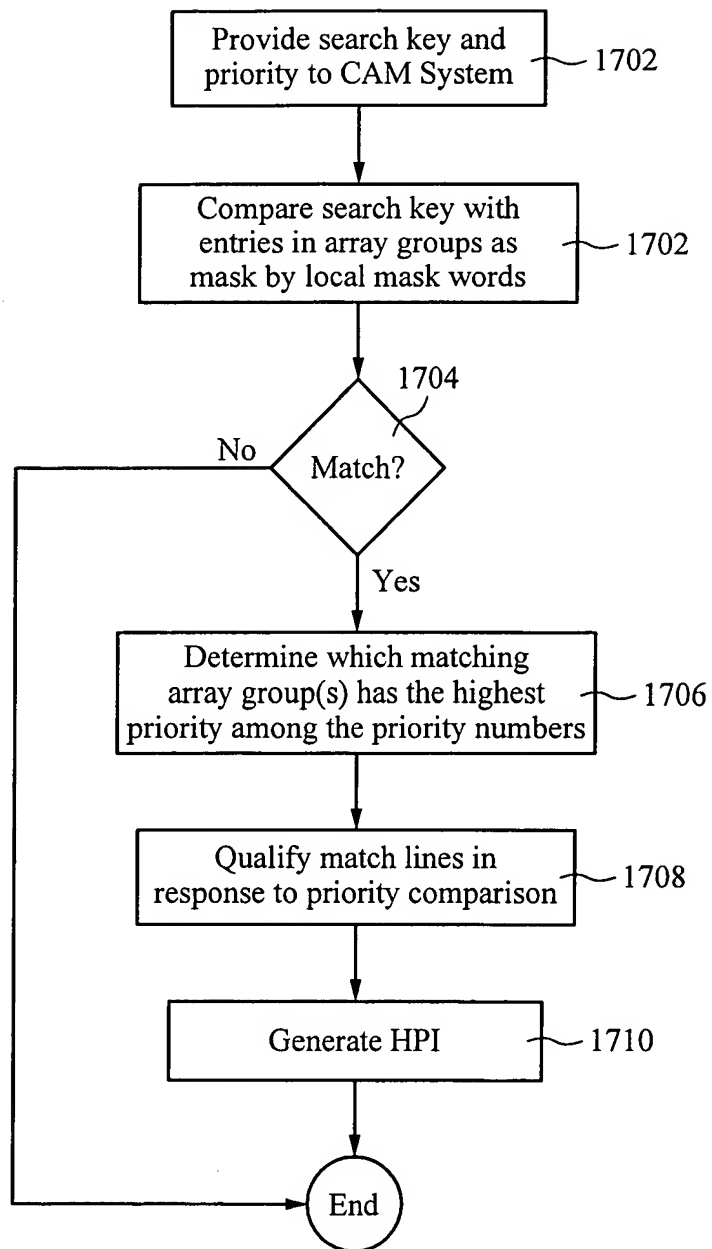 Provide search key and
priority to CAM System
1702
Compare search key with
entries in array groups as
mask by local mask words
1702
1704
Match?
No
Yes
Determine which matching
array group(s) has the highest
priority among the priority numbers
1706
Qualify match lines in
response to priority comparison
1708
Generate HPI
1710
End